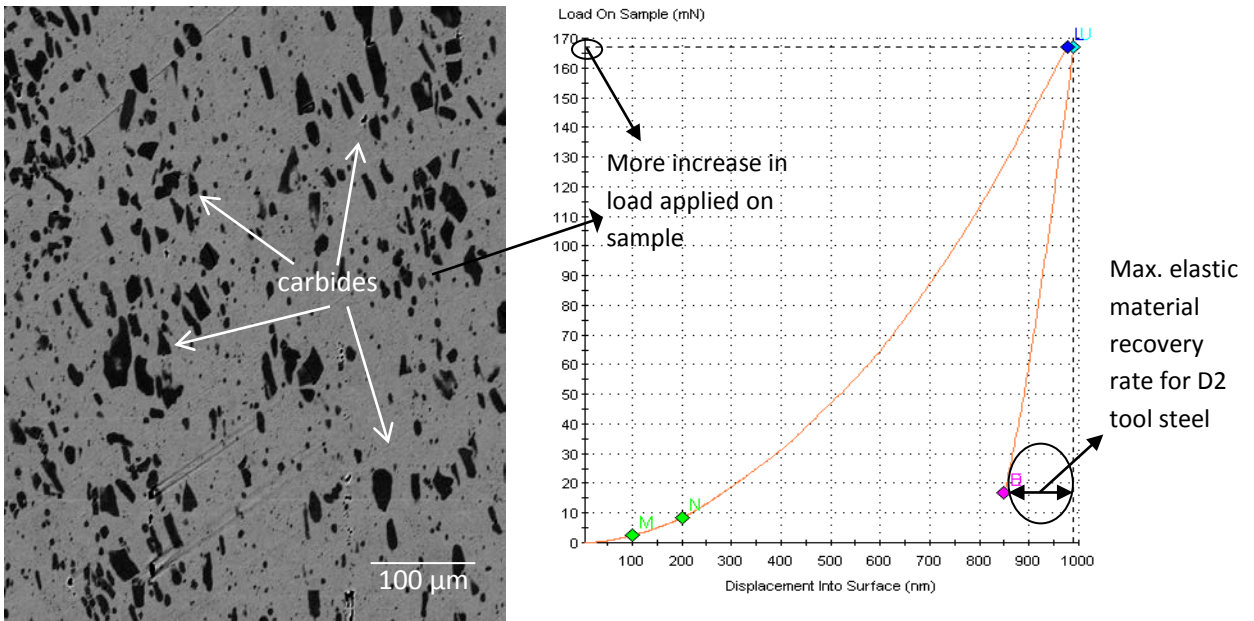 carbides
100 µm
Load On Sample (mN)
170
160
150
140
130
120
110
100
90
80
70
60
50
40
30
20
10
0
L
U
M
N
More increase in
load applied on
sample
Max. elastic
material
recovery
rate for D2
tool steel
100 200 300 400 500 600 700 800 900 1000
Displacement Into Surface (nm)